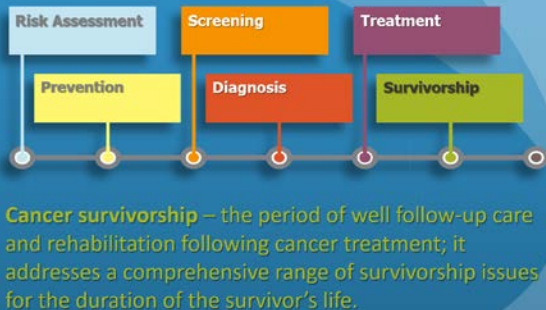 Risk Assessment
Screening
Treatment
Prevention
Diagnosis
Survivorship
Cancer survivorship – the period of well follow-up care
and rehabilitation following cancer treatment; it
addresses a comprehensive range of survivorship issues
for the duration of the survivor's life.